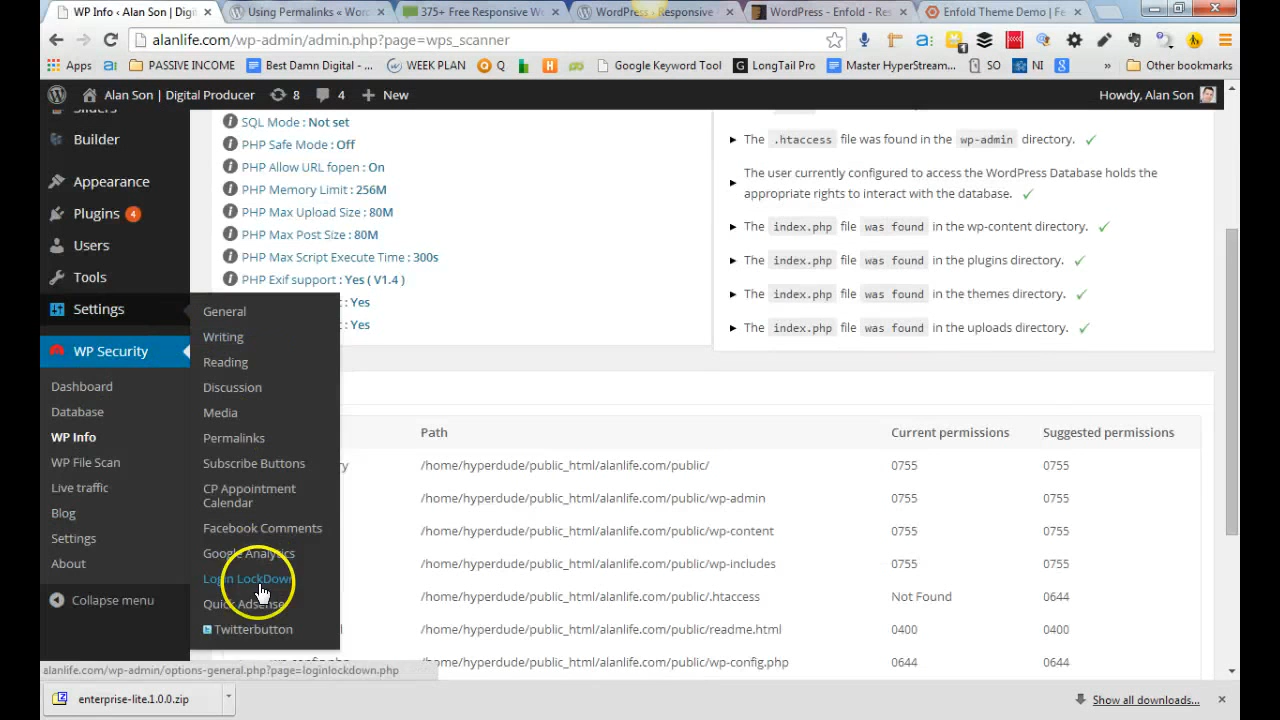 WP Info ‹ Alan Son | Digit
Using Permalinks « Word
375+ Free Responsive W
WordPress - Responsive
WordPress - Enfold - Res
Enfold Theme Demo | Fe
alanlife.com/wp-admin/admin.php?page=wps_scanner
Apps
PASSIVE INCOME
Best Damn Digital - ...
WEEK PLAN
Q
Google Keyword Tool
LongTail Pro
Master HyperStream...
SO
NI
»
Other bookmarks
Alan Son | Digital Producer
8
4
New
Howdy, Alan Son
Builder
Appearance
Plugins 4
Users
Tools
Settings
WP Security
Dashboard
Database
WP Info
WP File Scan
Live traffic
Blog
Settings
About
Collapse menu
General
Writing
Reading
Discussion
Media
Permalinks
Subscribe Buttons
CP Appointment
Calendar
Facebook Comments
Google Analytics
Login LockDown
Quick Adsense
Twitterbutton
SQL Mode : Not set
PHP Safe Mode : Off
PHP Allow URL fopen : On
PHP Memory Limit : 256M
PHP Max Upload Size : 80M
PHP Max Post Size : 80M
PHP Max Script Execute Time : 300s
PHP Exif support : Yes ( V1.4 )
: Yes
: Yes
The .htaccess file was found in the wp-admin directory. ✓
The user currently configured to access the WordPress Database holds the
appropriate rights to interact with the database. ✓
The index.php file was found in the wp-content directory. ✓
The index.php file was found in the plugins directory. ✓
The index.php file was found in the themes directory. ✓
The index.php file was found in the uploads directory. ✓
Path Current permissions Suggested permissions
/home/hyperdude/public_html/alanlife.com/public/ 0755 0755
/home/hyperdude/public_html/alanlife.com/public/wp-admin 0755 0755
/home/hyperdude/public_html/alanlife.com/public/wp-content 0755 0755
/home/hyperdude/public_html/alanlife.com/public/wp-includes 0755 0755
/home/hyperdude/public_html/alanlife.com/public/.htaccess Not Found 0644
/home/hyperdude/public_html/alanlife.com/public/readme.html 0400 0400
/home/hyperdude/public_html/alanlife.com/public/wp-config.php 0644 0644
alanlife.com/wp-admin/options-general.php?page=loginlockdown.php
enterprise-lite.1.0.0.zip
Show all downloads...